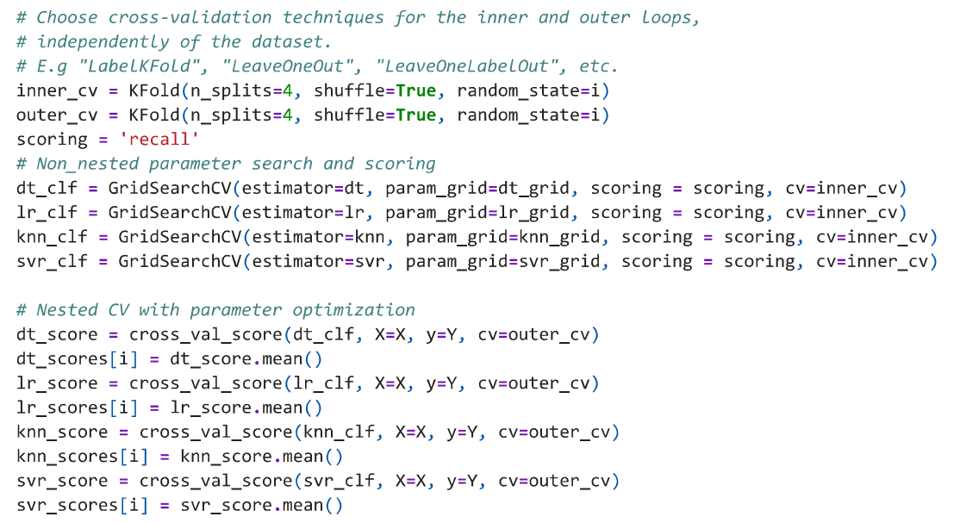 # Choose cross-validation techniques for the inner and outer loops,
# independently of the dataset.
# E.g "LabelKFold", "LeaveOneOut", "LeaveOneLabelOut", etc.
inner_cv = KFold(n_splits=4, shuffle=True, random_state=i)
outer_cv = KFold(n_splits=4, shuffle=True, random_state=i)
scoring = 'recall'
# Non_nested parameter search and scoring
dt_clf = GridSearchCV(estimator=dt, param_grid=dt_grid, scoring = scoring, cv=inner_cv)
lr_clf = GridSearchCV(estimator=lr, param_grid=lr_grid, scoring = scoring, cv=inner_cv)
knn_clf = GridSearchCV(estimator=knn, param_grid=knn_grid, scoring = scoring, cv=inner_cv)
svr_clf = GridSearchCV(estimator=svr, param_grid=svr_grid, scoring = scoring, cv=inner_cv)
# Nested CV with parameter optimization
dt_score = cross_val_score(dt_clf, X=X, y=Y, cv=outer_cv)
dt_scores[i] = dt_score.mean()
lr_score = cross_val_score(lr_clf, X=X, y=Y, cv=outer_cv)
lr_scores[i] = lr_score.mean()
knn_score = cross_val_score(knn_clf, X=X, y=Y, cv=outer_cv)
knn_scores[i] = knn_score.mean()
svr_score = cross_val_score(svr_clf, X=X, y=Y, cv=outer_cv)
svr_scores[i] = svr_score.mean()